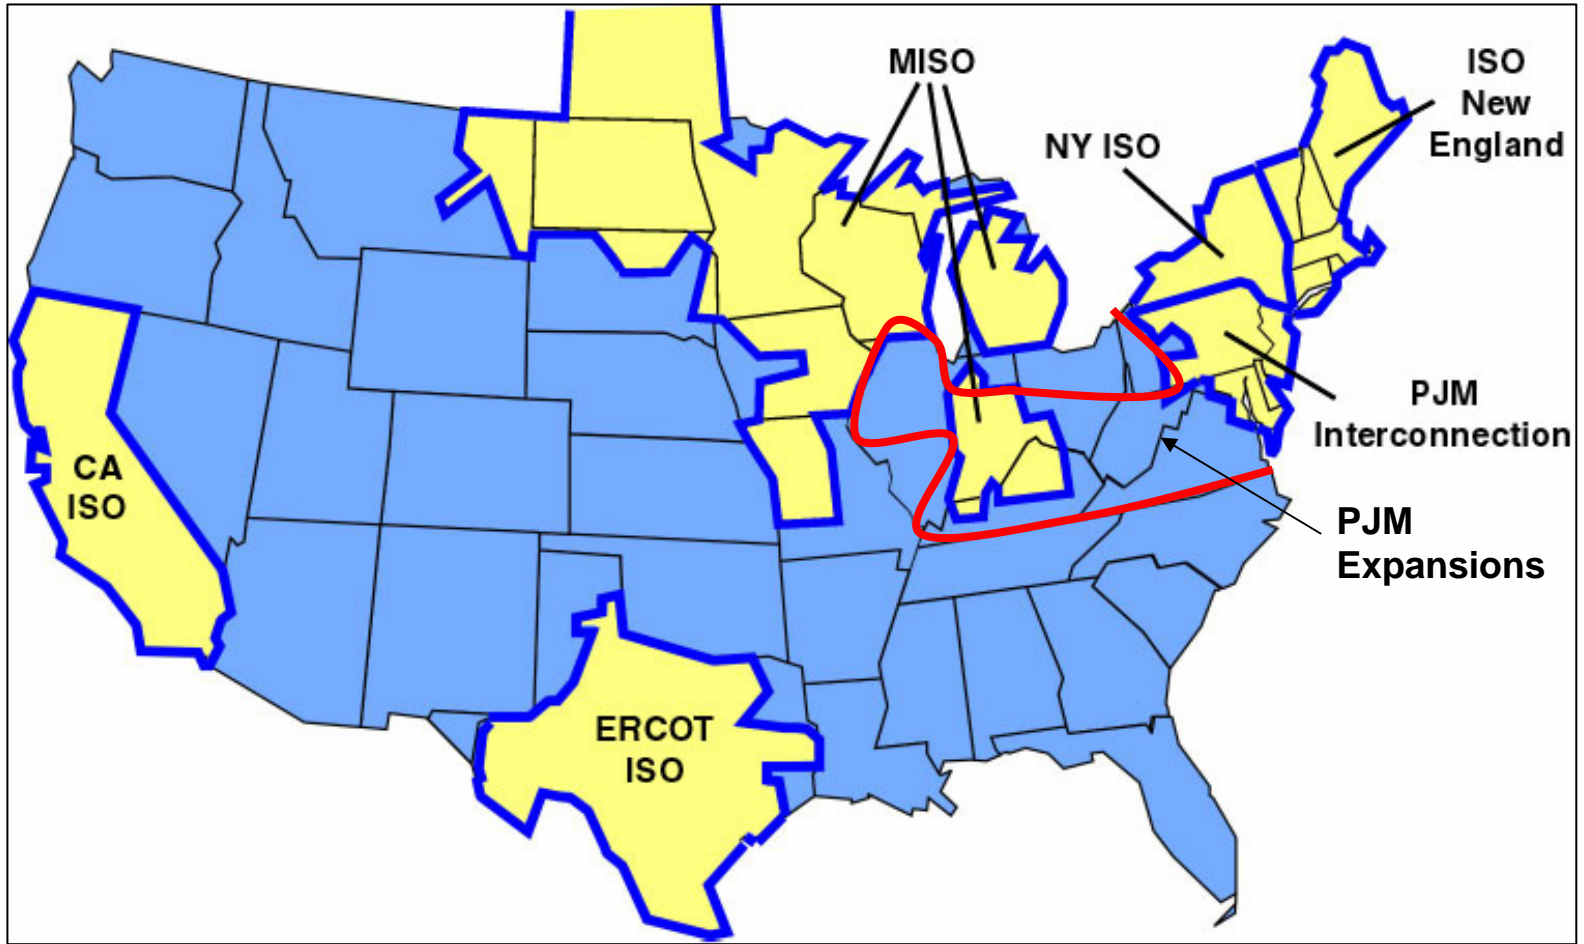 MISO
ISO
New
England
NY ISO
PJM
Interconnection
CA
ISO
PJM
Expansions
ERCOT
ISO